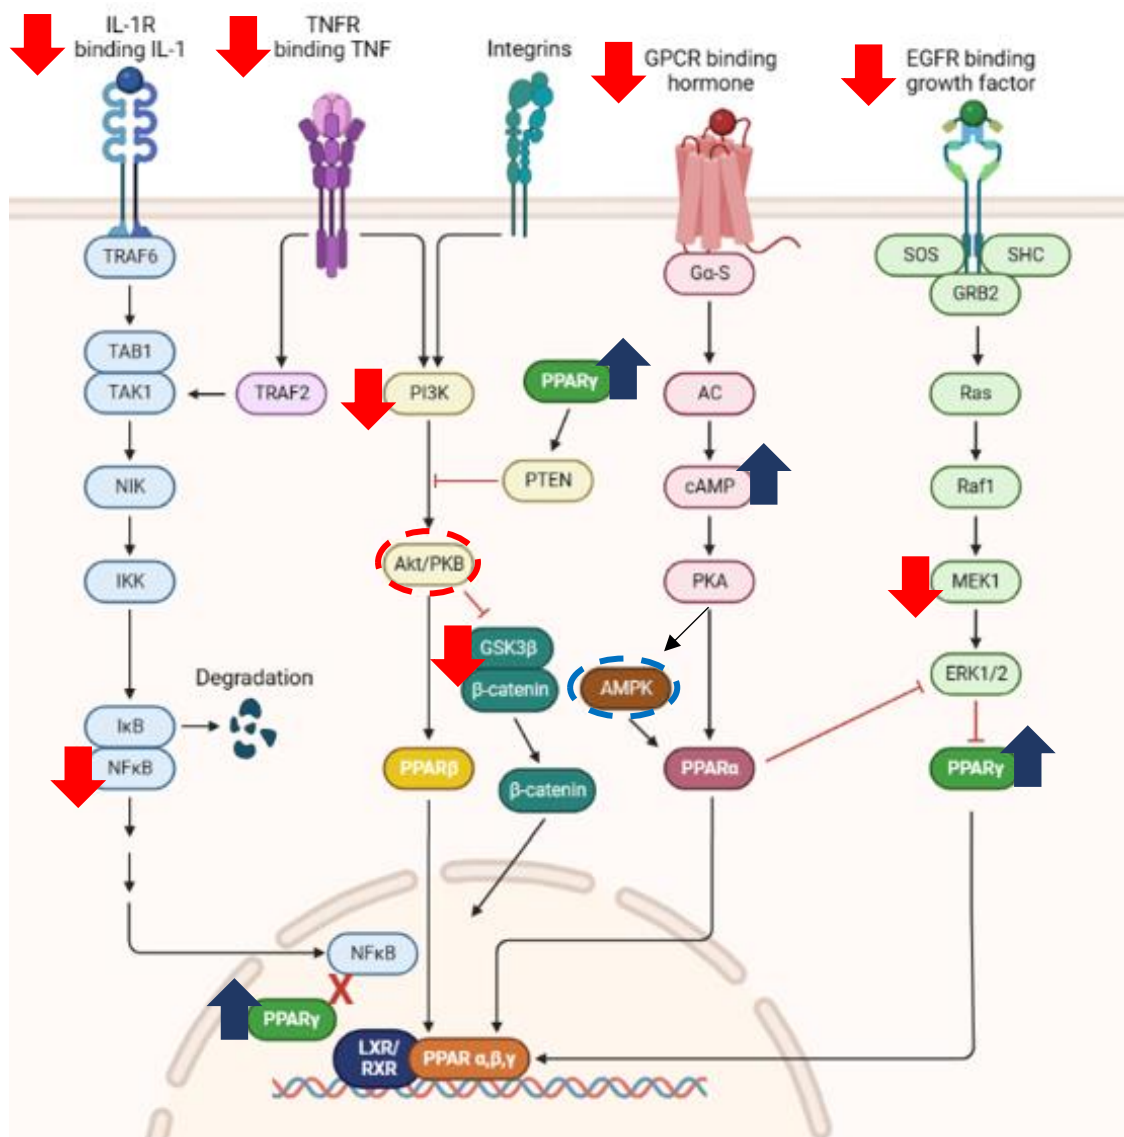 IL-1R
binding IL-1
TNFR
binding TNF
Integrins
GPCR binding
hormone
EGFR binding
growth factor
TRAF6
Gα-S
SOS
SHC
GRB2
TAB1
TAK1
TRAF2
PI3K
PPARγ
AC
Ras
NIK
PTEN
cAMP
Raf1
IKK
Akt/PKB
PKA
MEK1
GSK3β
β-catenin
AMPK
ERK1/2
Degradation
IκB
NFκB
PPARβ
β-catenin
PPARα
PPARγ
NFκB
X
PPARγ
LXR/
RXR
PPAR α,β,γ